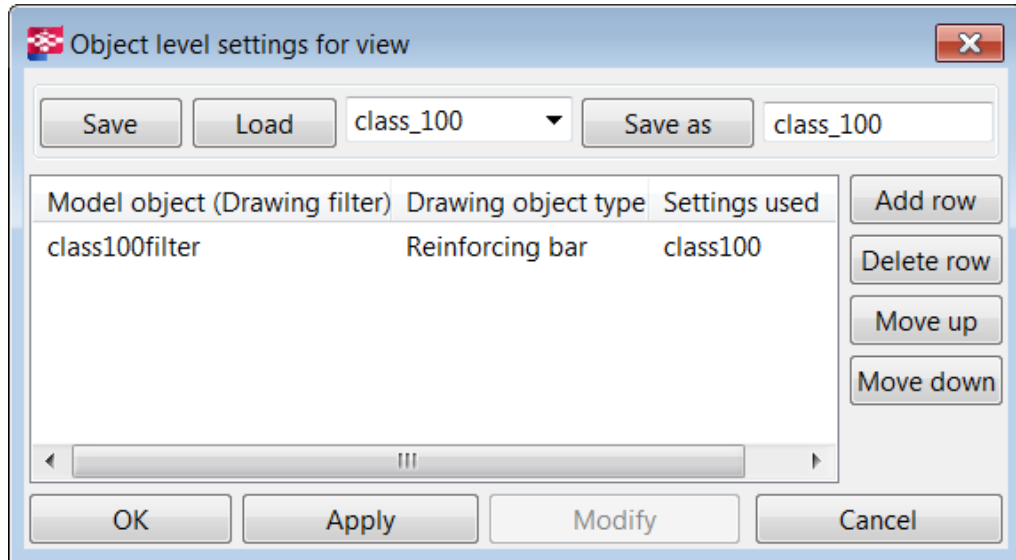 Object level settings for view
Save Load class_100 Save as class_100
Model object (Drawing filter) Drawing object type Settings used
class100filter Reinforcing bar class100
Add row
Delete row
Move up
Move down
OK Apply Modify Cancel